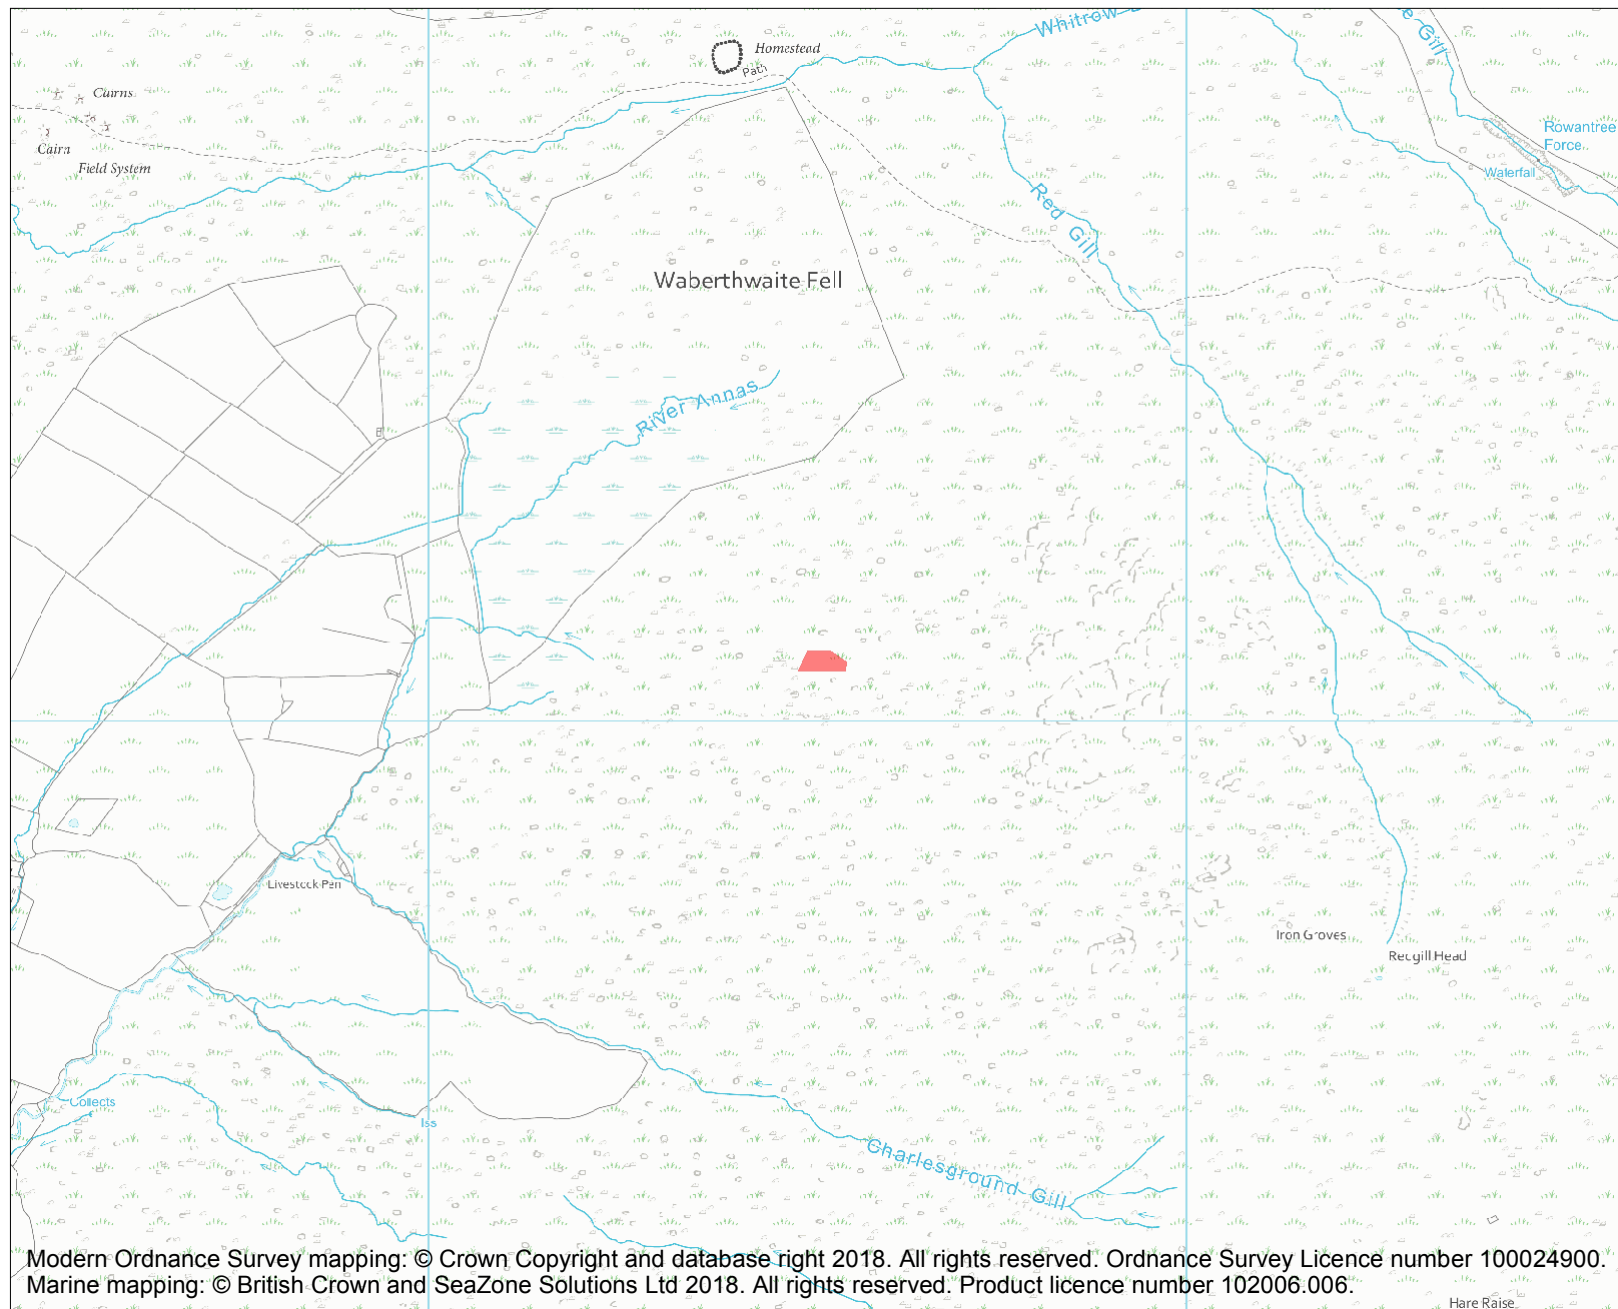 Whitrow
e Gill
Homestead
Path
Cairns
Cairn
Field System
Rowantree
Force
Waterfall
Red Gill
Waberthwaite Fell
River Annas
Livestock Pen
Iron Groves
Redgill Head
Collects
Iss
Charlesground Gill
Modern Ordnance Survey mapping: © Crown Copyright and database right 2018. All rights reserved. Ordnance Survey Licence number 100024900.
Marine mapping: © British Crown and SeaZone Solutions Ltd 2018. All rights reserved. Product licence number 102006.006.
Hare Raise